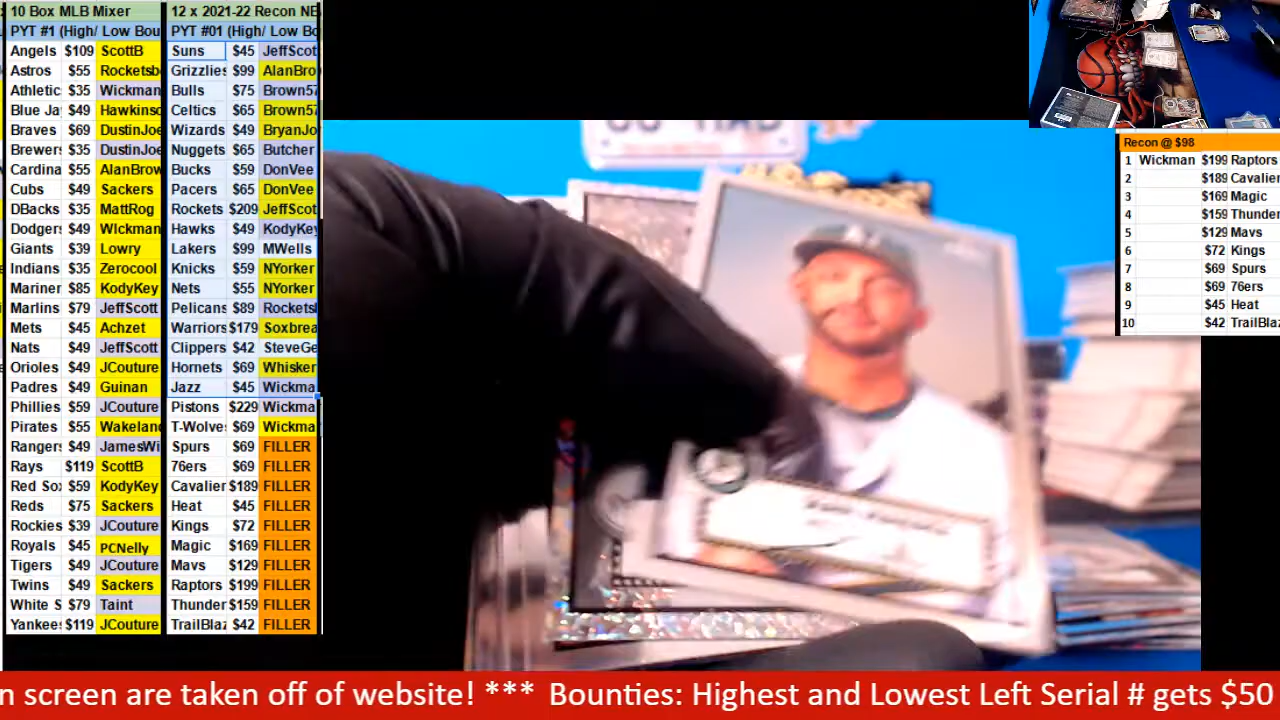 10 Box MLB Mixer
PYT #1 (High/ Low Bou
Angels $109 ScottB
Astros $55 Rocketsb
Athletic $35 Wickman
Blue Ja $49 Hawkins
Braves $69 DustinJoe
Brewers $35 DustinJoe
Cardina $55 AlanBrow
Cubs $49 Sackers
DBacks $35 MattRog
Dodgers $49 WIckman
Giants $39 Lowry
Indians $35 Zerocool
Mariner $85 KodyKey
Marlins $79 JeffScott
Mets $45 Achzet
Nats $49 JeffScott
Orioles $49 JCouture
Padres $49 Guinan
Phillies $59 JCouture
Pirates $55 Wakeland
Rangers $49 JamesWi
Rays $119 ScottB
Red Sox $59 KodyKey
Reds $75 Sackers
Rockies $39 JCouture
Royals $45 PCNelly
Tigers $49 JCouture
Twins $49 Sackers
White S $79 Taint
Yankees $119 JCouture
12 x 2021-22 Recon NB
PYT #01 (High/ Low Bo
Suns $45 JeffScot
Grizzlies $99 AlanBro
Bulls $75 Brown57
Celtics $65 Brown57
Wizards $49 BryanJo
Nuggets $65 Butcher
Bucks $59 DonVee
Pacers $65 DonVee
Rockets $209 JeffScot
Hawks $49 KodyKey
Lakers $99 MWells
Knicks $59 NYorker
Nets $55 NYorker
Pelicans $89 Rocketsl
Warriors $179 Soxbrea
Clippers $42 SteveGe
Hornets $69 Whisker
Jazz $45 Wickma
Pistons $229 Wickma
T-Wolve $69 Wickma
Spurs $69 FILLER
76ers $69 FILLER
Cavalier $189 FILLER
Heat $45 FILLER
Kings $72 FILLER
Magic $169 FILLER
Mavs $129 FILLER
Raptors $199 FILLER
Thunder $159 FILLER
TrailBlaz $42 FILLER
Recon @ $98
1 Wickman $199 Raptors
2 $189 Cavalier
3 $169 Magic
4 $159 Thunde
5 $129 Mavs
6 $72 Kings
7 $69 Spurs
8 $69 76ers
9 $45 Heat
10 $42 TrailBlaz
n screen are taken off of website! *** Bounties: Highest and Lowest Left Serial # gets $50